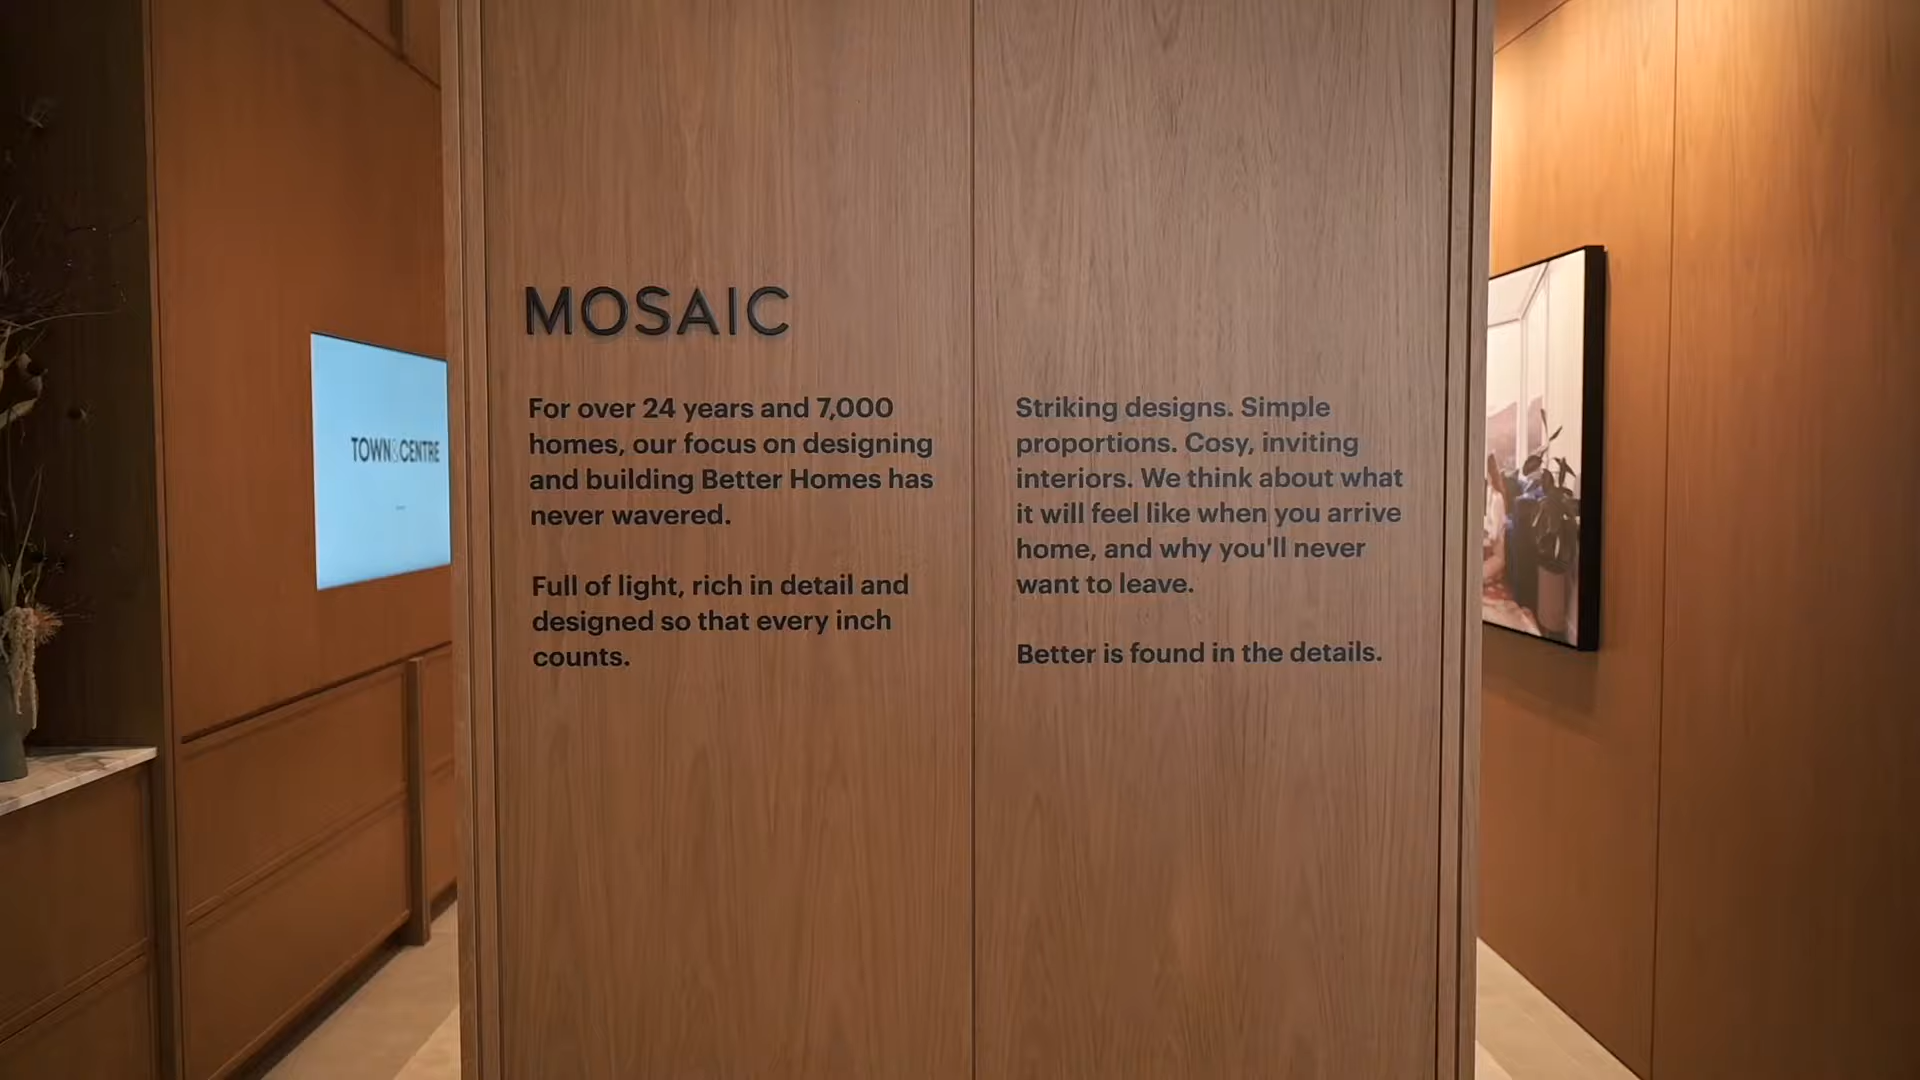 MOSAIC
For over 24 years and 7,000
homes, our focus on designing
and building Better Homes has
never wavered.
Full of light, rich in detail and
designed so that every inch
counts.
Striking designs. Simple
proportions. Cosy, inviting
interiors. We think about what
it will feel like when you arrive
home, and why you'll never
want to leave.
Better is found in the details.
TOWN&CENTRE